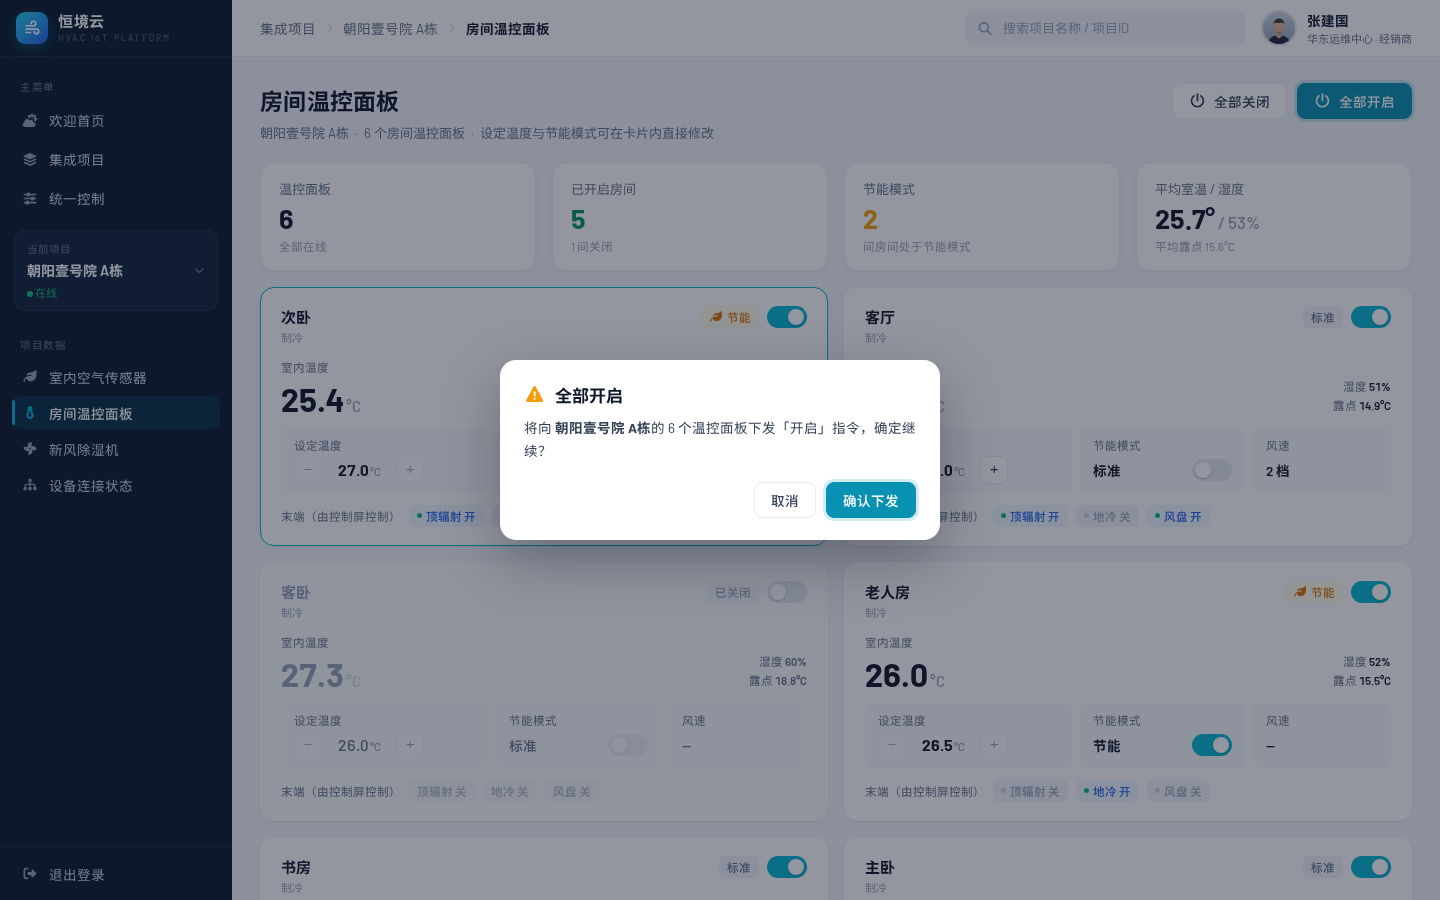 恒境云
HVAC IoT PLATFORM
主菜单
欢迎首页
集成项目
统一控制
当前项目
朝阳壹号院 A栋
在线
项目数据
室内空气传感器
房间温控面板
新风除湿机
设备连接状态
退出登录
集成项目 朝阳壹号院 A栋 房间温控面板
搜索项目名称 / 项目ID
张建国
华东运维中心 · 经销商
房间温控面板
朝阳壹号院 A栋 · 6 个房间温控面板 · 设定温度与节能模式可在卡片内直接修改
全部关闭
全部开启
温控面板
6
全部在线
已开启房间
5
1 间关闭
节能模式
2
间房间处于节能模式
平均室温 / 湿度
25.7° / 53%
平均露点 15.6°C
次卧
节能
制冷
室内温度
25.4°C
设定温度
− 27.0°C +
末端（由控制屏控制） 顶辐射 开
客厅
标准
制冷
°C
湿度 51%
露点 14.9°C
.0°C +
节能模式
标准
风速
2 档
屏控制） 顶辐射 开 地冷 关 风盘 开
全部开启
将向 朝阳壹号院 A栋的 6 个温控面板下发「开启」指令，确定继
续？
取消
确认下发
客卧
已关闭
制冷
室内温度
27.3°C
湿度 60%
露点 18.8°C
设定温度
− 26.0°C +
节能模式
标准
风速
–
末端（由控制屏控制） 顶辐射 关 地冷 关 风盘 关
老人房
节能
制冷
室内温度
26.0°C
湿度 52%
露点 15.5°C
设定温度
− 26.5°C +
节能模式
节能
风速
–
末端（由控制屏控制） 顶辐射 关 地冷 开 风盘 关
书房
标准
制冷
主卧
标准
制冷